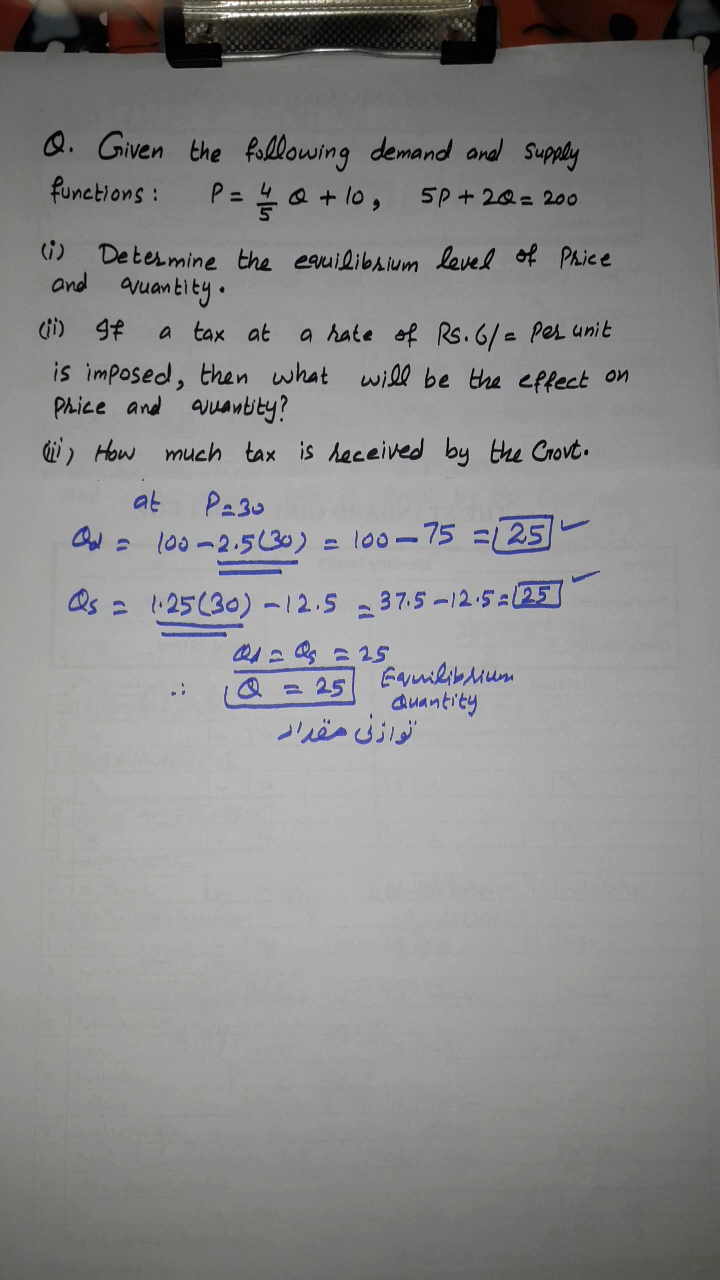 Q. Given the following demand and supply
functions: P = 4/5 Q + 10, 5P + 2Q = 200
(i) Determine the equilibrium level of Price
and quantity.
(ii) If a tax at a rate of Rs. 6/= Per unit
is imposed, then what will be the effect on
Price and quantity?
(iii) How much tax is received by the Govt.
at P=30
Qd = 100 - 2.5(30) = 100 - 75 = 25 ✓
Qs = 1.25(30) - 12.5 = 37.5 - 12.5 = 25 ✓
Qd = Qs = 25
∴ Q = 25 Equilibrium
Quantity
توازنی مقدار